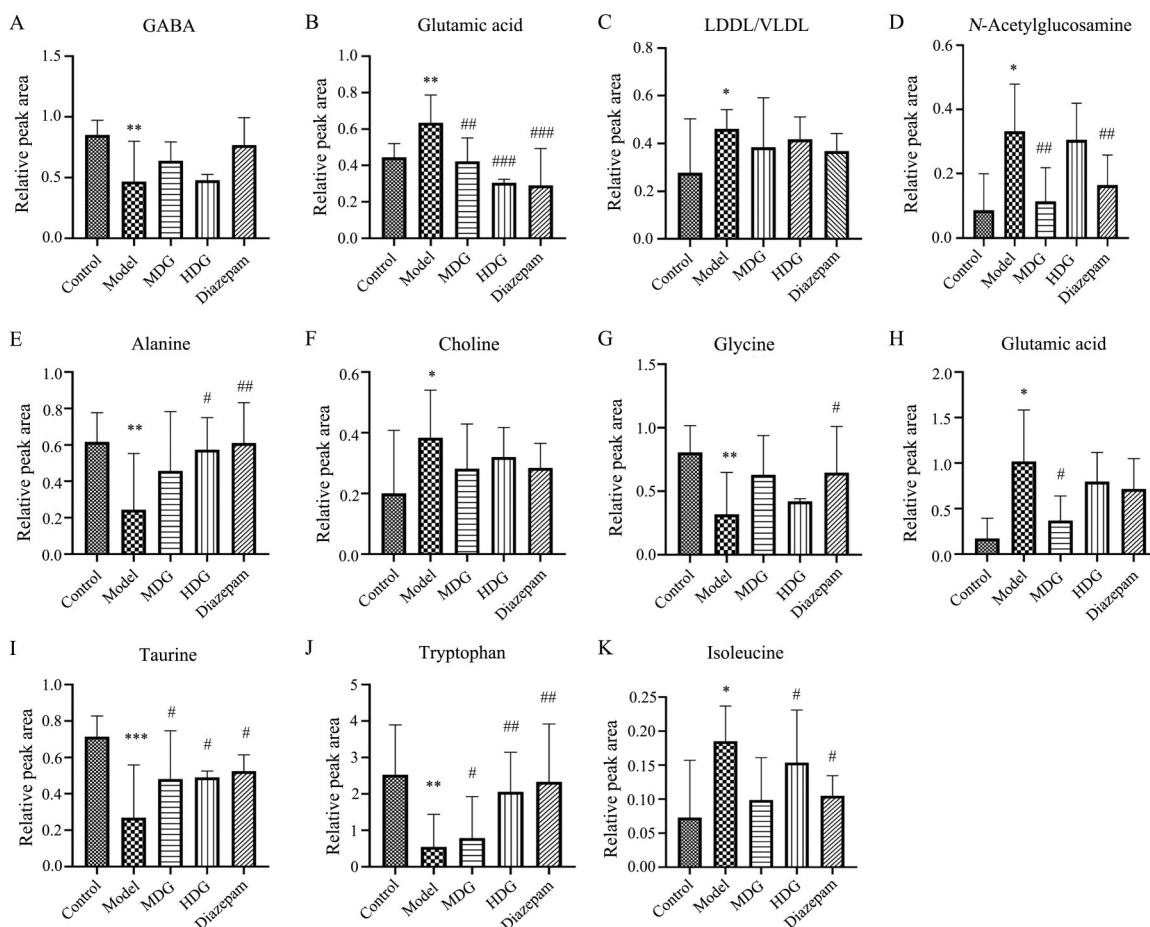 A
GABA
Relative peak area
1.5
1.0
0.5
0.0
**
Control
Model
MDG
HDG
Diazepam
B
Glutamic acid
Relative peak area
1.0
0.8
0.6
0.4
0.2
0.0
**
##
###
###
Control
Model
MDG
HDG
Diazepam
C
LDDL/VLDL
Relative peak area
0.8
0.6
0.4
0.2
0.0
*
Control
Model
MDG
HDG
Diazepam
D
N-Acetylglucosamine
Relative peak area
0.6
0.4
0.2
0.0
*
##
##
Control
Model
MDG
HDG
Diazepam
E
Alanine
Relative peak area
1.0
0.8
0.6
0.4
0.2
0.0
**
#
##
Control
Model
MDG
HDG
Diazepam
F
Choline
Relative peak area
0.6
0.4
0.2
0.0
*
Control
Model
MDG
HDG
Diazepam
G
Glycine
Relative peak area
1.5
1.0
0.5
0.0
**
#
Control
Model
MDG
HDG
Diazepam
H
Glutamic acid
Relative peak area
2.0
1.5
1.0
0.5
0.0
*
#
Control
Model
MDG
HDG
Diazepam
I
Taurine
Relative peak area
1.0
0.8
0.6
0.4
0.2
0.0
***
#
#
#
Control
Model
MDG
HDG
Diazepam
J
Tryptophan
Relative peak area
5
4
3
2
1
0
**
#
##
##
Control
Model
MDG
HDG
Diazepam
K
Isoleucine
Relative peak area
0.25
0.20
0.15
0.10
0.05
0.00
*
#
#
Control
Model
MDG
HDG
Diazepam